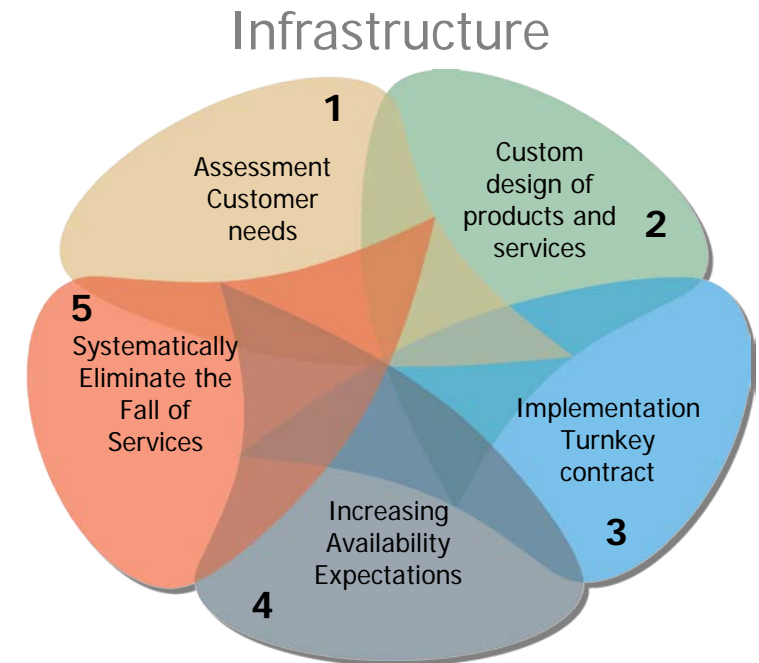 Infrastructure
1
Assessment
Customer
needs
Custom
design of
products and
services
2
Implementation
Turnkey
contract
3
Increasing
Availability
Expectations
4
5
Systematically
Eliminate the
Fall of
Services